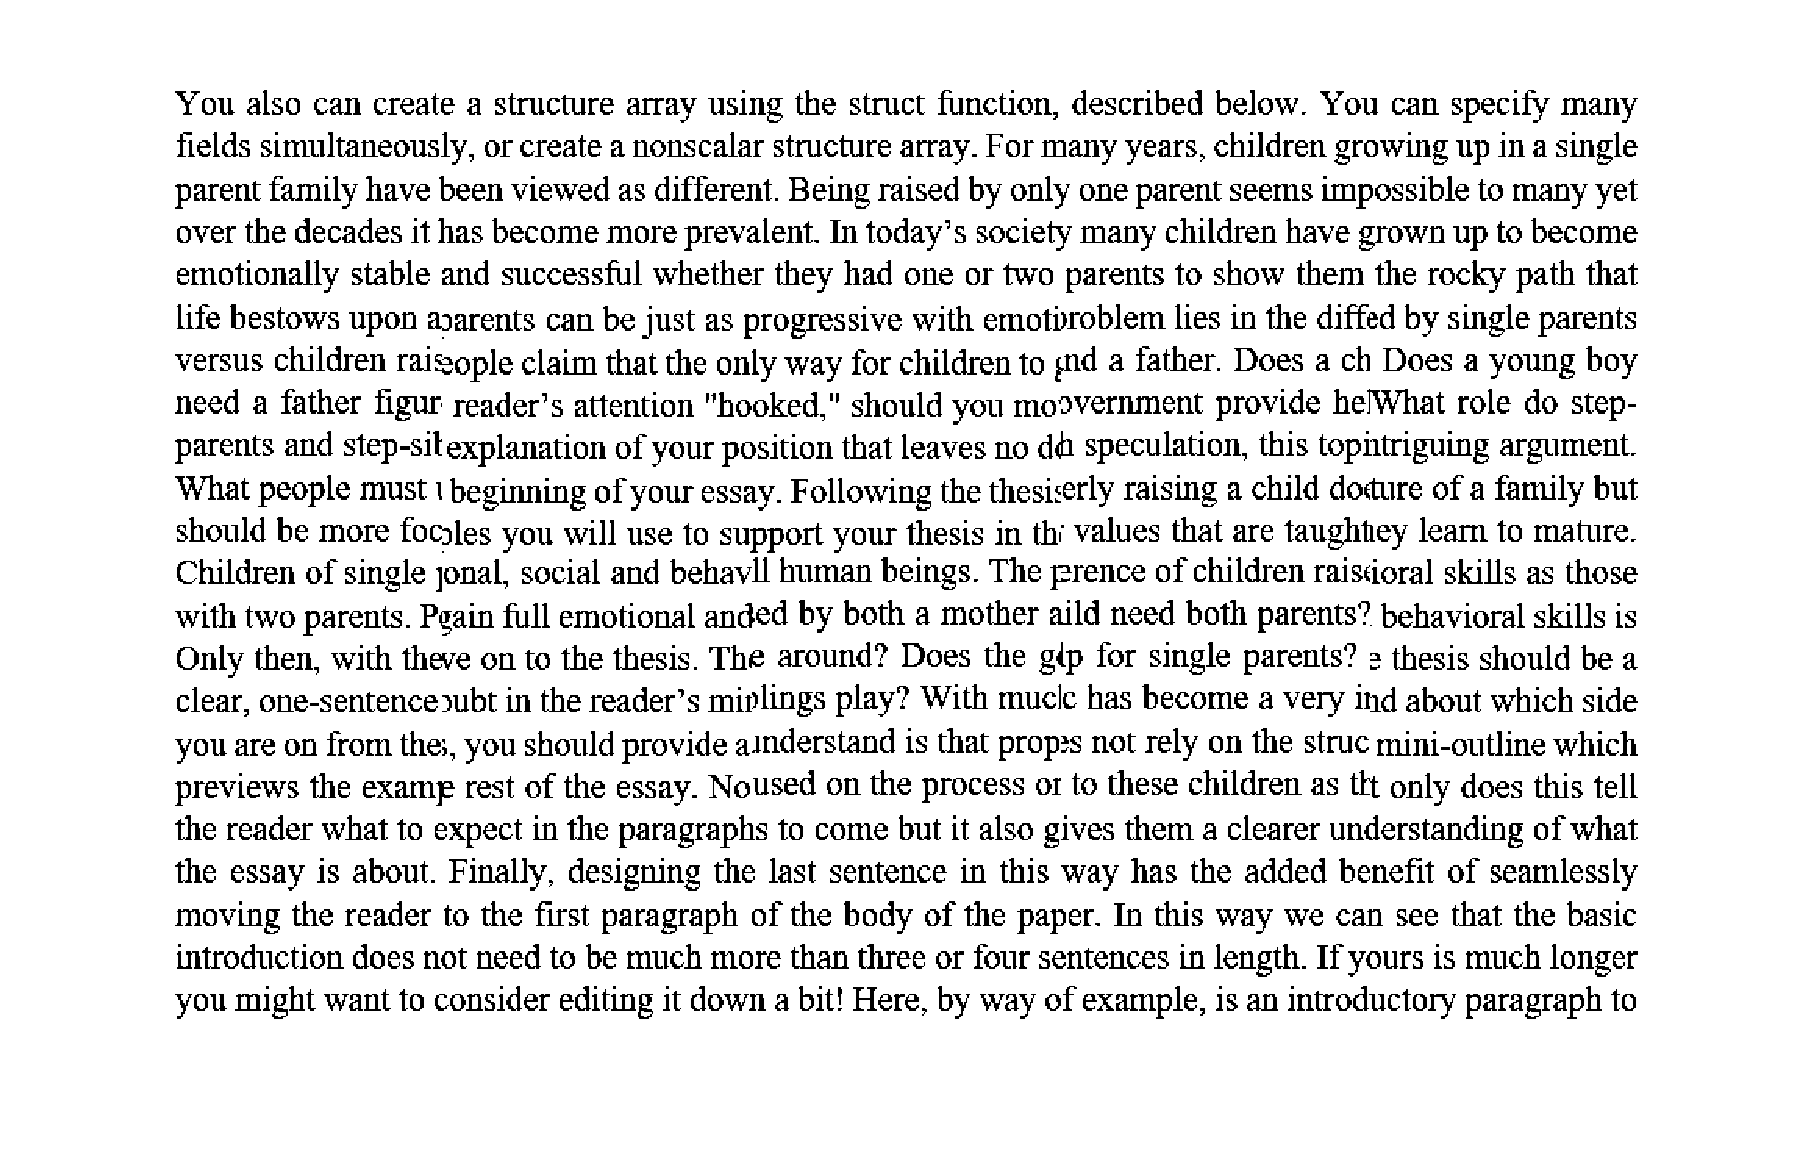 You also can create a structure array using the struct function, described below. You can specify many
fields simultaneously, or create a nonscalar structure array. For many years, children growing up in a single
parent family have been viewed as different. Being raised by only one parent seems impossible to many yet
over the decades it has become more prevalent. In today’s society many children have grown up to become
emotionally stable and successful whether they had one or two parents to show them the rocky path that
life bestows upon arents can be just as progressive with emotiroblem lies in the diffed by single parents
versus children raiseople claim that the only way for children to nd a father. Does a ch Does a young boy
need a father figur reader’s attention "hooked," should you moovernment provide helWhat role do step-
parents and step-sitexplanation of your position that leaves no dh speculation, this topintriguing argument.
What people must beginning of your essay. Following the thesiserly raising a child docture of a family but
should be more focples you will use to support your thesis in th values that are taughthey learn to mature.
Children of single onal, social and behavll human beings. The prence of children raisioral skills as those
with two parents. Pgain full emotional anded by both a mother aild need both parents? behavioral skills is
Only then, with theve on to the thesis. The around? Does the glp for single parents? e thesis should be a
clear, one-sentenceoubt in the reader’s miblings play? With mucc has become a very ind about which side
you are on from thes, you should provide anderstand is that propes not rely on the struc mini-outline which
previews the exampe rest of the essay. Noused on the process or to these children as tht only does this tell
the reader what to expect in the paragraphs to come but it also gives them a clearer understanding of what
the essay is about. Finally, designing the last sentence in this way has the added benefit of seamlessly
moving the reader to the first paragraph of the body of the paper. In this way we can see that the basic
introduction does not need to be much more than three or four sentences in length. If yours is much longer
you might want to consider editing it down a bit! Here, by way of example, is an introductory paragraph to